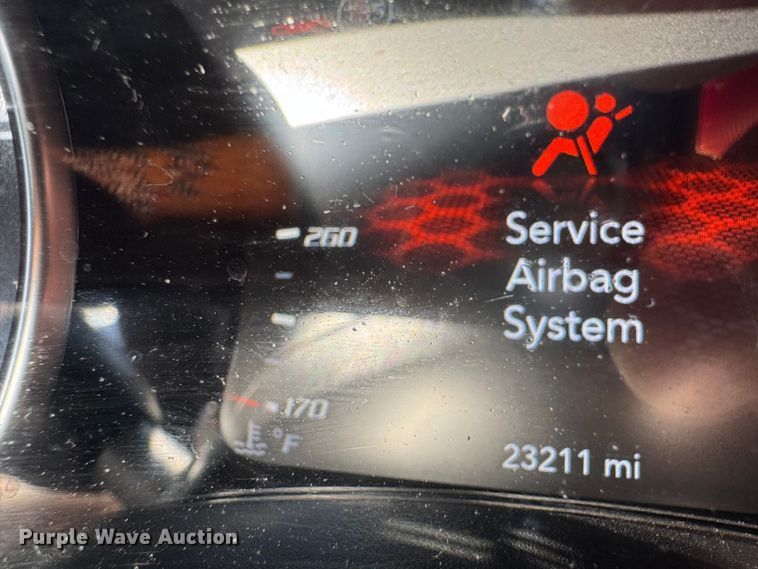 260
Service
Airbag
System
170
°F
23211 mi
Purple Wave Auction.